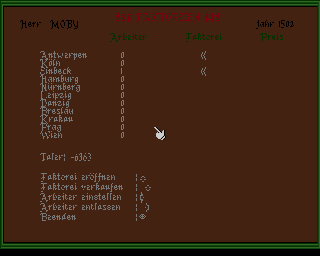 Herr MOBY Jahr 1503
Arbeiter Faktorei Preis
Antwerpen 0 «
Köln 0
Einbeck 1 «
Hamburg 0
Nürnberg 0
Leipzig 0
Danzig 0
Breslau 0
Krakau 0
Prag 0
Wien 0
Taler:
Faktorei eröffnen
Faktorei verkaufen
Arbeiter einstellen
Arbeiter entlassen
Beenden